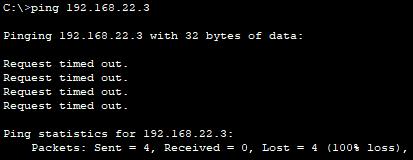 C:\>ping 192.168.22.3
Pinging 192.168.22.3 with 32 bytes of data:
Request timed out.
Request timed out.
Request timed out.
Request timed out.
Ping statistics for 192.168.22.3:
    Packets: Sent = 4, Received = 0, Lost = 4 (100% loss),